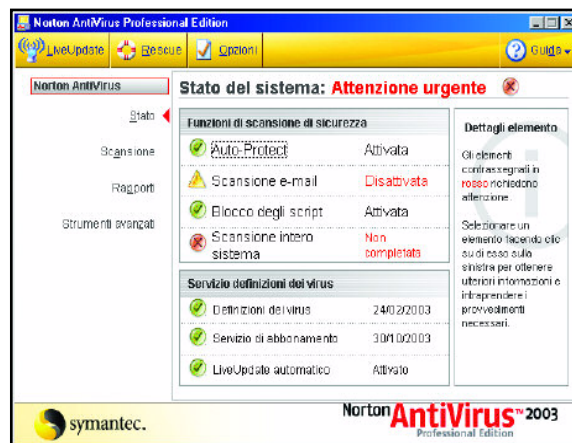 Norton AntiVirus Professional Edition
LiveUpdate Rescue Opzioni Guida
Norton AntiVirus
Stato
Scansione
Rapporti
Strumenti avanzati
Stato del sistema: Attenzione urgente
Funzioni di scansione di sicurezza
Auto-Protect Attivata
Scansione e-mail Disattivata
Blocco degli script Attivata
Scansione intero
sistema
Non
completata
Servizio definizioni dei virus
Definizioni dei virus 24/02/2003
Servizio di abbonamento 30/10/2003
LiveUpdate automatico Attivato
Dettagli elemento
Gli elementi
contrassegnati in
rosso richiedono
attenzione.
Selezionare un
elemento facendo clic
su di esso sulla
sinistra per ottenere
ulteriori informazioni e
intraprendere i
provvedimenti
necessari.
symantec.
Norton AntiVirus™ 2003
Professional Edition